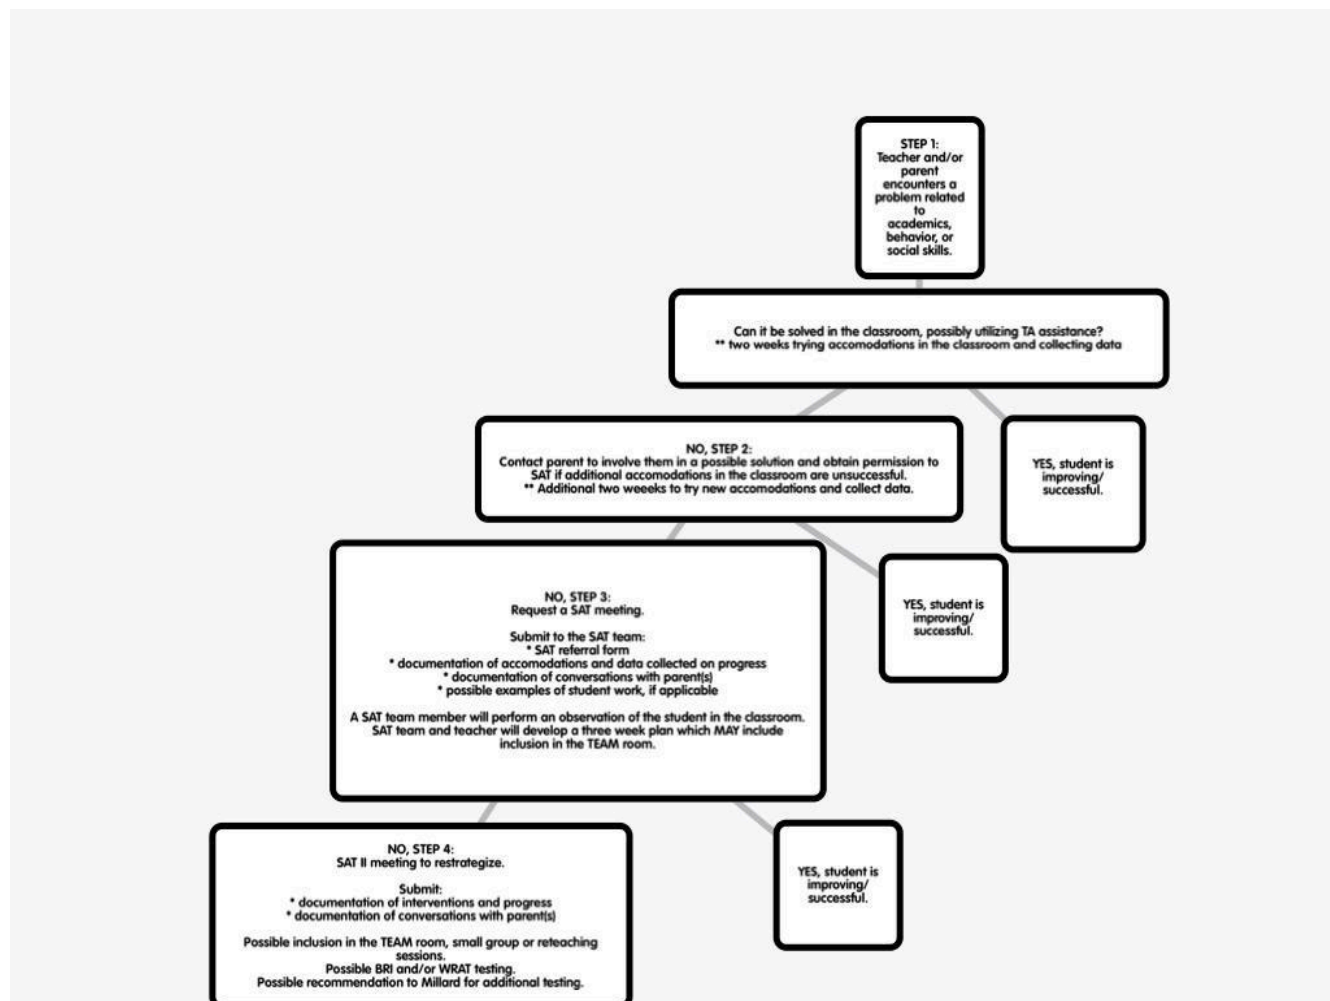 STEP 1:
Teacher and/or
parent
encounters a
problem related
to
academics,
behavior, or
social skills.
Can it be solved in the classroom, possibly utilizing TA assistance?
** two weeks trying accomodations in the classroom and collecting data
NO, STEP 2:
Contact parent to involve them in a possible solution and obtain permission to
SAT if additional accomodations in the classroom are unsuccessful.
** Additional two weeeks to try new accomodations and collect data.
YES, student is
improving/
successful.
NO, STEP 3:
Request a SAT meeting.
Submit to the SAT team:
* SAT referral form
* documentation of accomodations and data collected on progress
* documentation of conversations with parent(s)
* possible examples of student work, if applicable
A SAT team member will perform an observation of the student in the classroom.
SAT team and teacher will develop a three week plan which MAY include
inclusion in the TEAM room.
YES, student is
improving/
successful.
NO, STEP 4:
SAT II meeting to restrategize.
Submit:
* documentation of interventions and progress
* documentation of conversations with parent(s)
Possible inclusion in the TEAM room, small group or reteaching
sessions.
Possible BRI and/or WRAT testing.
Possible recommendation to Millard for additional testing.
YES, student is
improving/
successful.